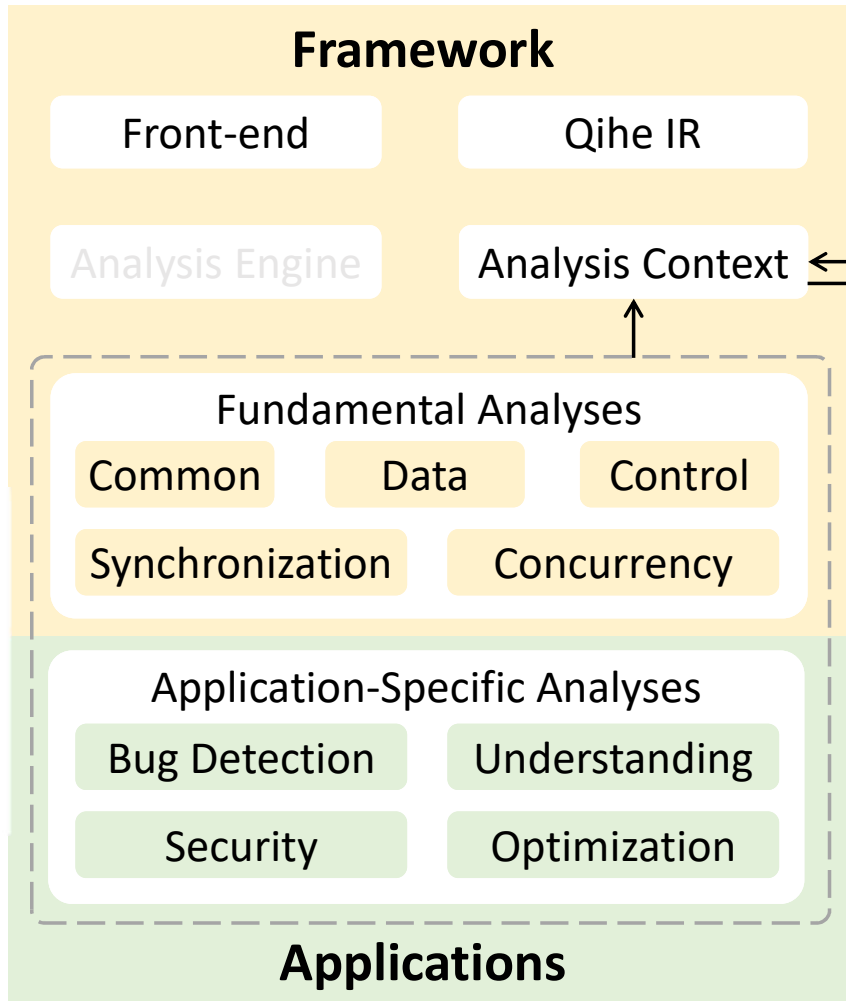 Framework
Front-end
Qihe IR
Analysis Engine
Analysis Context
Fundamental Analyses
Common
Data
Control
Synchronization
Concurrency
Application-Specific Analyses
Bug Detection
Understanding
Security
Optimization
Applications